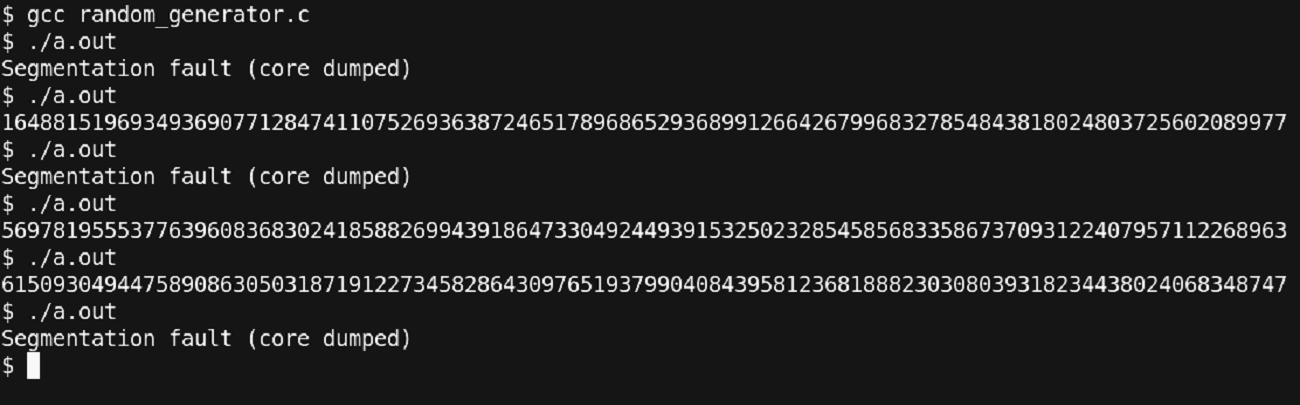 $ gcc random_generator.c
$ ./a.out
Segmentation fault (core dumped)
$ ./a.out
1648815196934936907712847411075269363872465178968652936899126642679968327854843818024803725602089977
$ ./a.out
Segmentation fault (core dumped)
$ ./a.out
5697819555377639608368302418588269943918647330492449391532502328545856833586737093122407957112268963
$ ./a.out
6150930494475890863050318719122734582864309765193799040843958123681888230308039318234438024068348747
$ ./a.out
Segmentation fault (core dumped)
$